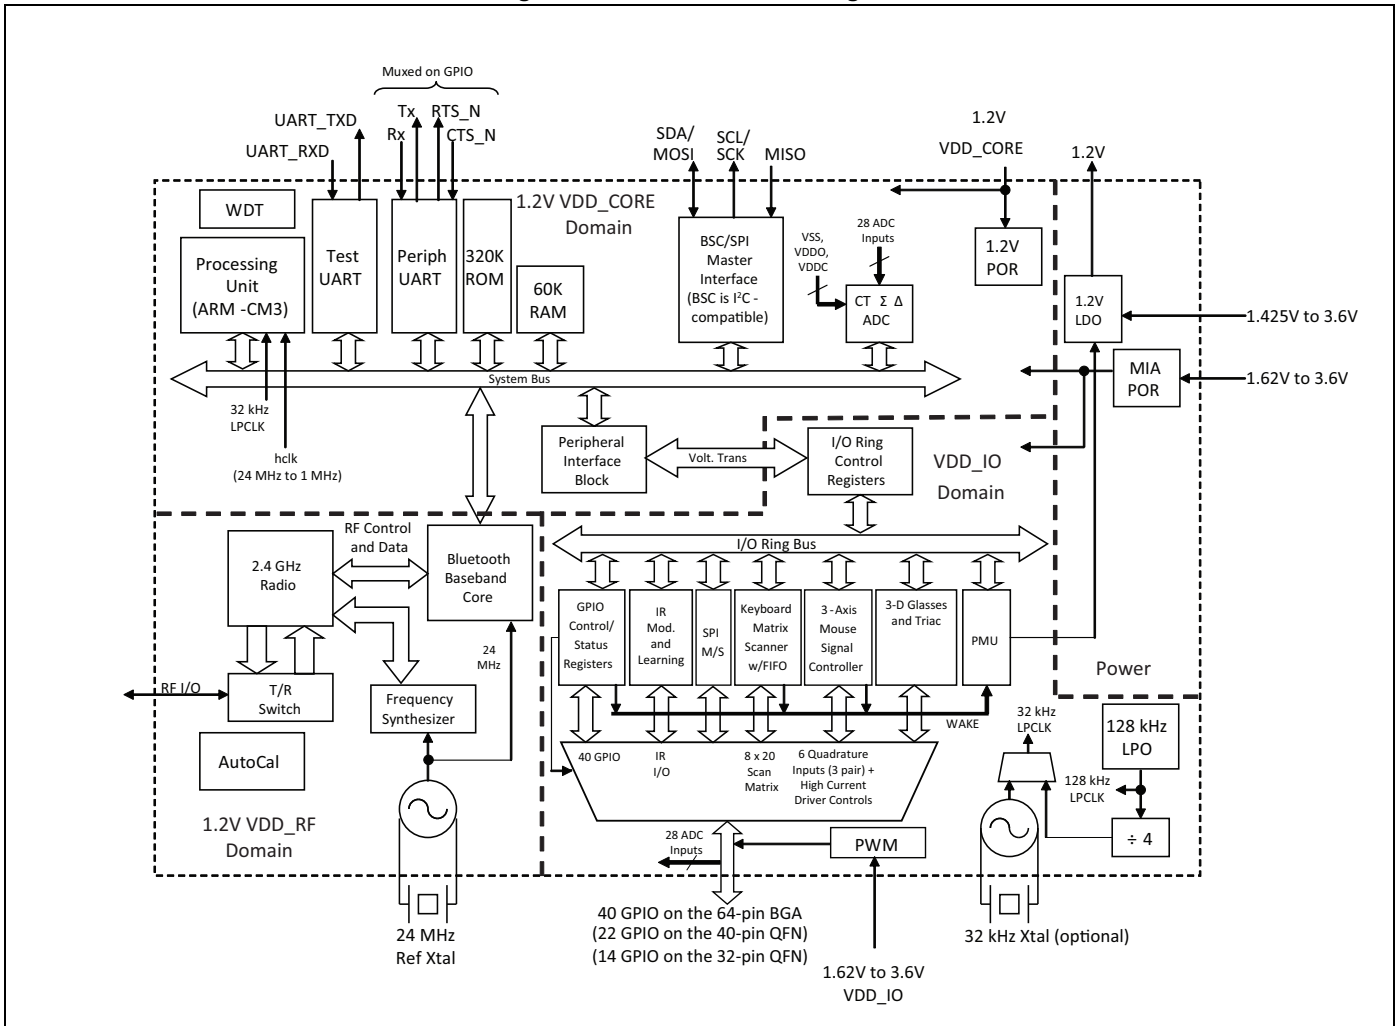 Muxed on GPIO
Tx
RTS_N
UART_TXD
Rx
CTS_N
UART_RXD
SDA/
MOSI
SCL/
SCK
MISO
1.2V
VDD_CORE
1.2V
WDT
1.2V VDD_CORE
Domain
Processing
Unit
(ARM -CM3)
Test
UART
Periph
UART
320K
ROM
60K
RAM
BSC/SPI
Master
Interface
(BSC is I²C -
compatible)
VSS,
VDDO,
VDDC
28 ADC
Inputs
CT Σ Δ
ADC
1.2V
POR
1.2V
LDO
1.425V to 3.6V
MIA
POR
1.62V to 3.6V
System Bus
32 kHz
LPCLK
hclk
(24 MHz to 1 MHz)
Peripheral
Interface
Block
Volt. Trans
I/O Ring
Control
Registers
VDD_IO
Domain
RF Control
and Data
2.4 GHz
Radio
Bluetooth
Baseband
Core
I/O Ring Bus
GPIO
Control/
Status
Registers
IR
Mod.
and
Learning
SPI
M/S
Keyboard
Matrix
Scanner
w/FIFO
3-Axis
Mouse
Signal
Controller
3-D Glasses
and Triac
PMU
Power
24
MHz
RF I/O
T/R
Switch
Frequency
Synthesizer
WAKE
AutoCal
40 GPIO
IR
I/O
8 x 20
Scan
Matrix
6 Quadrature
Inputs (3 pair) +
High Current
Driver Controls
32 kHz
LPCLK
128 kHz
LPO
128 kHz
LPCLK
÷ 4
1.2V VDD_RF
Domain
28 ADC
Inputs
PWM
24 MHz
Ref Xtal
40 GPIO on the 64-pin BGA
(22 GPIO on the 40-pin QFN)
(14 GPIO on the 32-pin QFN)
32 kHz Xtal (optional)
1.62V to 3.6V
VDD_IO